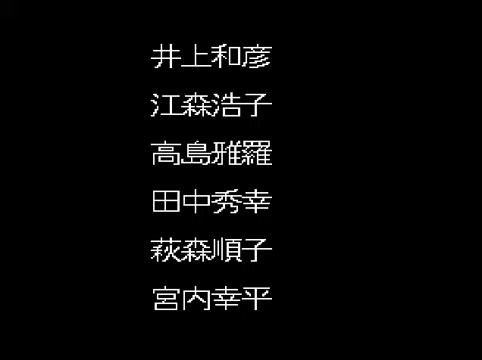 井上和彦
江森浩子
高島雅羅
田中秀幸
萩森順子
宮内幸平